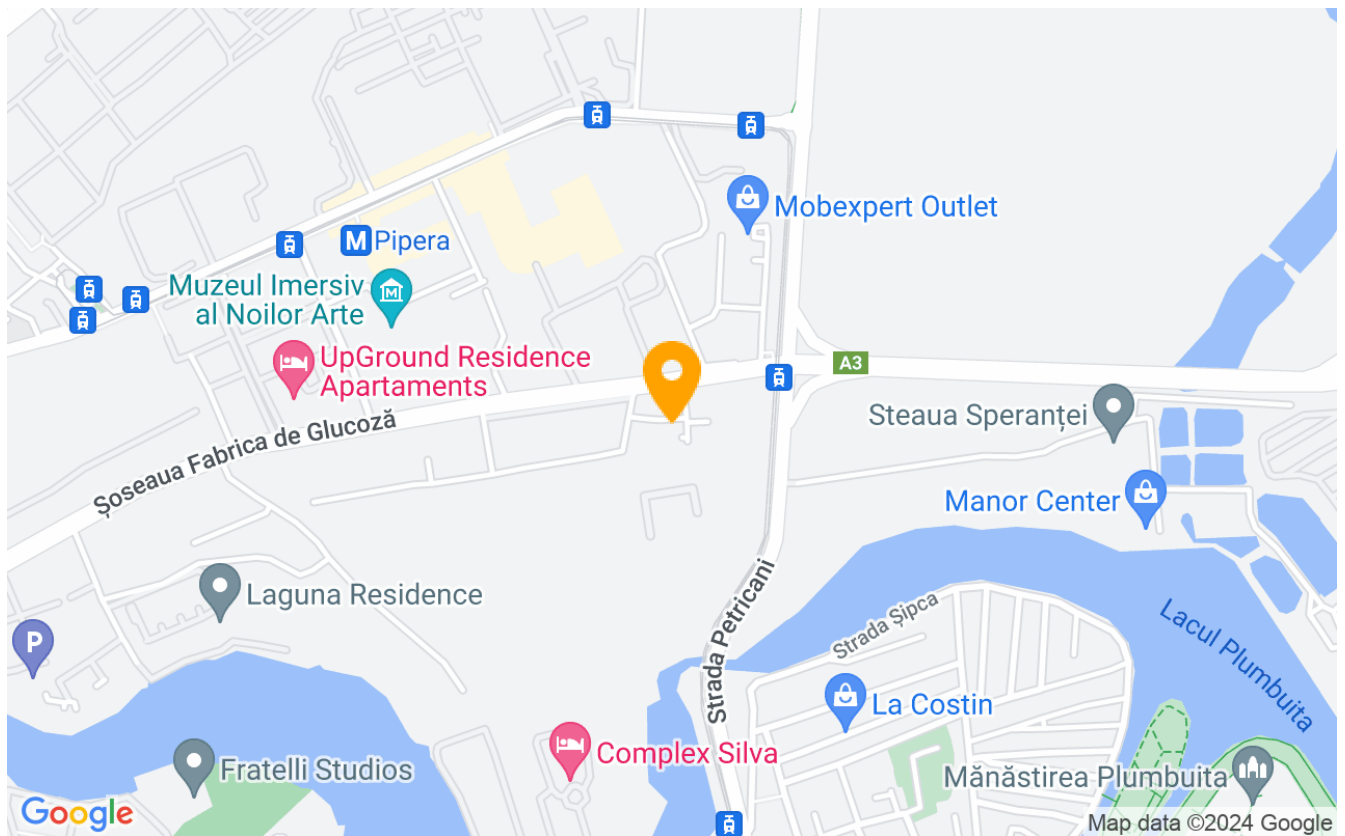 Mobexpert Outlet
M
Pipera
Muzeul Imersiv
al Noilor Arte
M
UpGround Residence
Apartaments
A3
Steaua Speranței
Șoseaua Fabrica de Glucoză
Manor Center
Laguna Residence
Strada Petricani
Strada Șipca
Lacul Plumbuita
P
La Costin
Complex Silva
Fratelli Studios
Mănăstirea Plumbuita
Google
Map data ©2024 Google